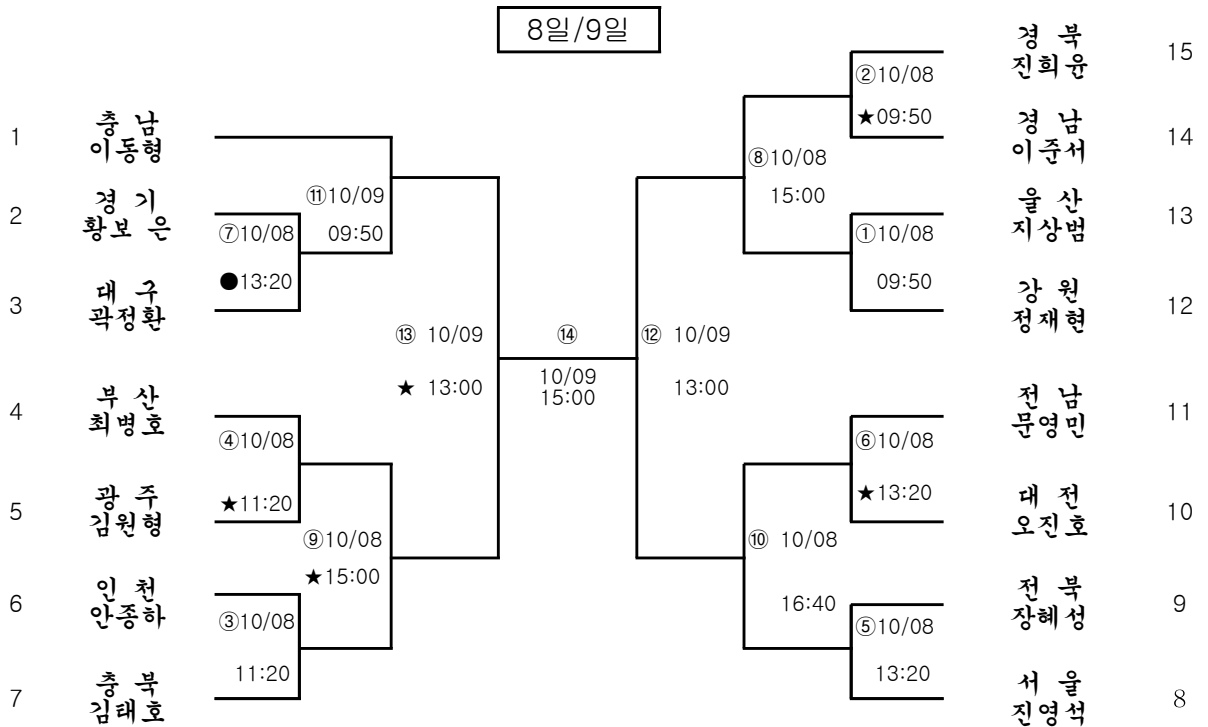 8일/9일
1
충 남
이동형
2
경 기
황보 은
3
대 구
곽정환
4
부 산
최병호
5
광 주
김원형
6
인 천
안종하
7
충 북
김태호
⑦10/08
●13:20
④10/08
★11:20
③10/08
11:20
⑪10/09
09:50
⑨10/08
★15:00
⑬ 10/09
★ 13:00
⑭
10/09
15:00
⑫ 10/09
13:00
⑧10/08
15:00
⑩ 10/08
16:40
②10/08
★09:50
①10/08
09:50
⑥10/08
★13:20
⑤10/08
13:20
경 북
진희윤
15
경 남
이준서
14
울 산
지상범
13
강 원
정재현
12
전 남
문영민
11
대 전
오진호
10
전 북
장혜성
9
서 울
진영석
8